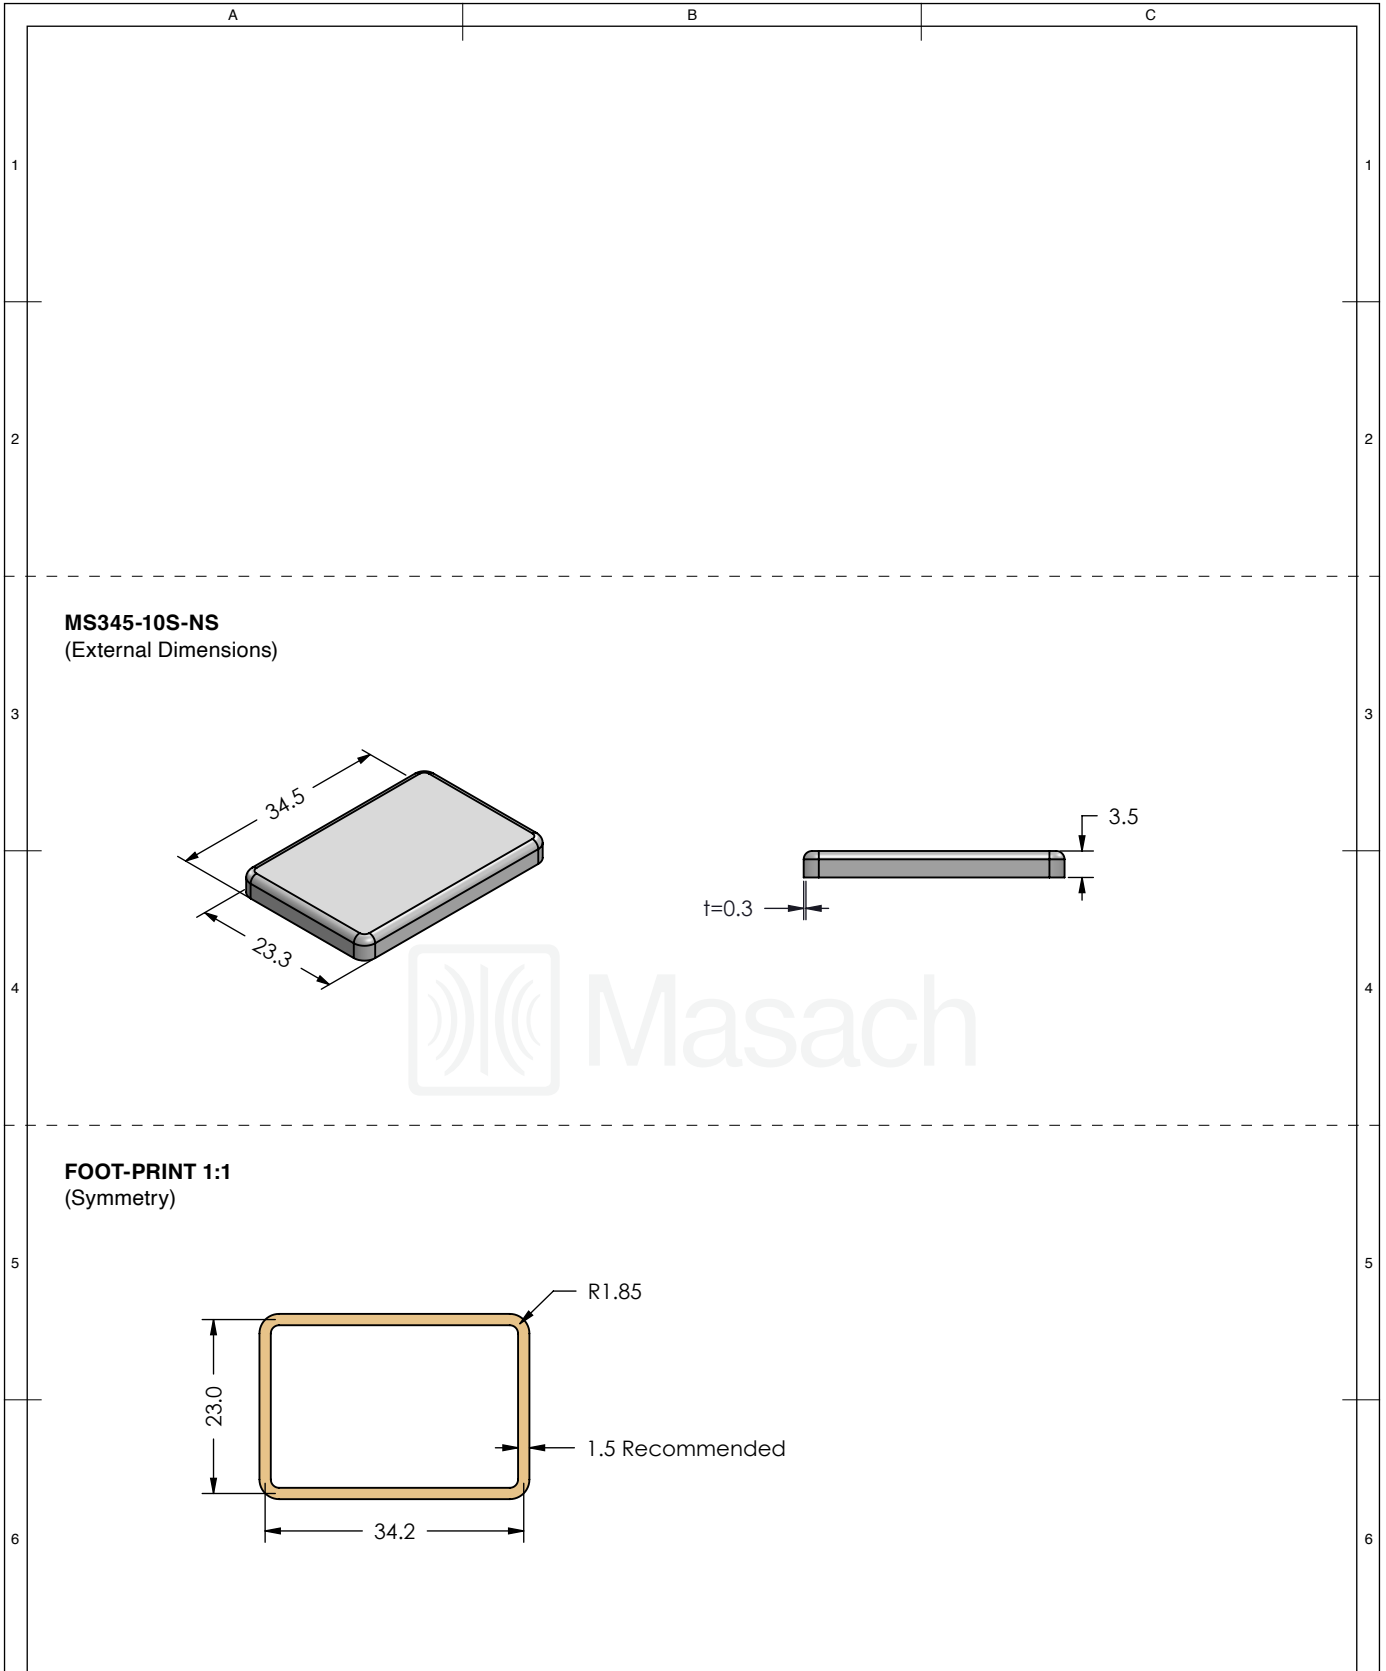 A B C
1 1
2 2
MS345-10S-NS
(External Dimensions)
3 3
34.5
3.5
t=0.3
23.3
4 4
Masach
FOOT-PRINT 1:1
(Symmetry)
5 5
R1.85
23.0
1.5 Recommended
34.2
6 6